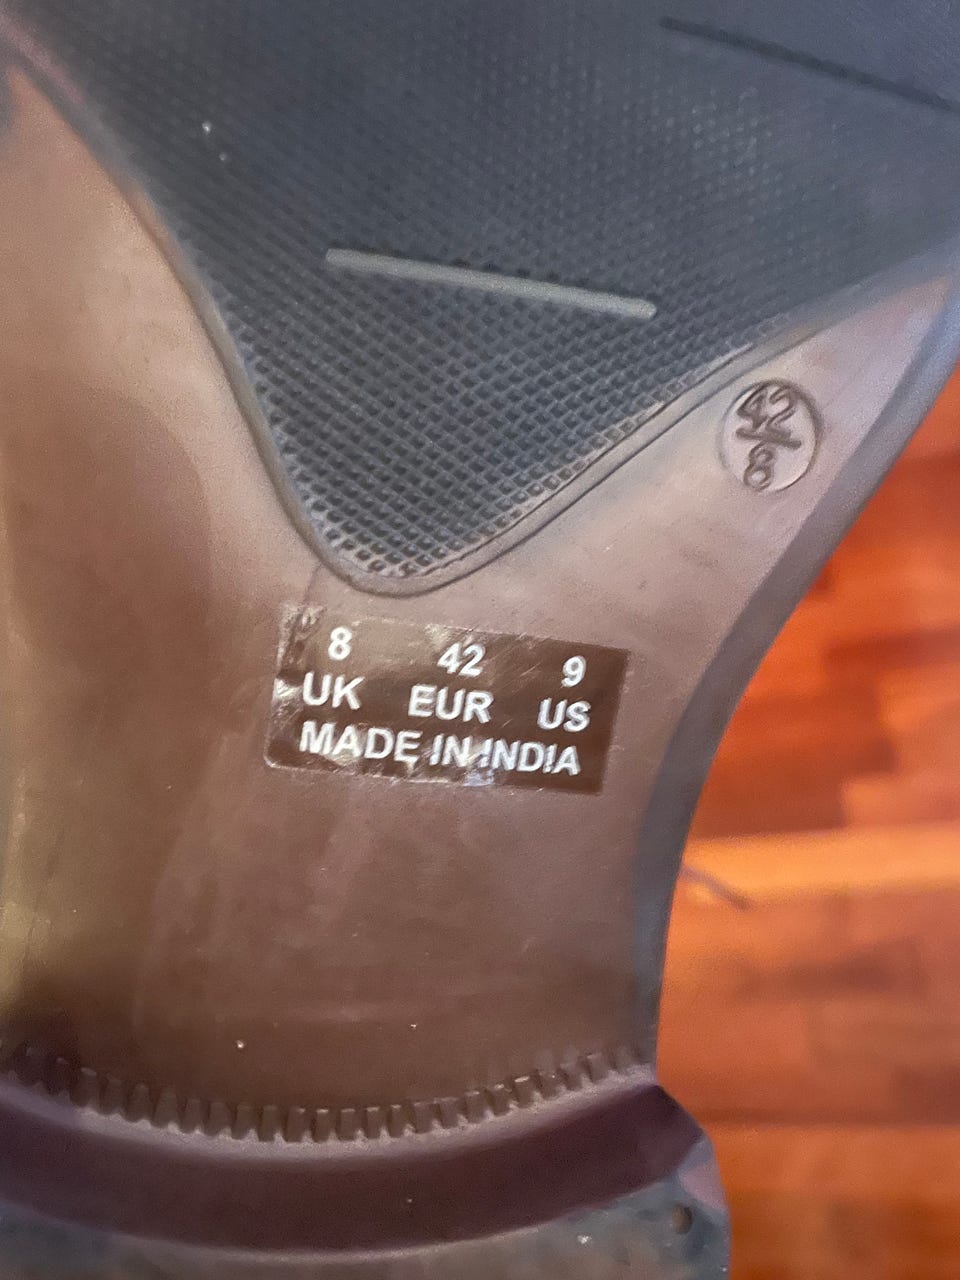 42/8
8 42 9
UK EUR US
MADE IN INDIA